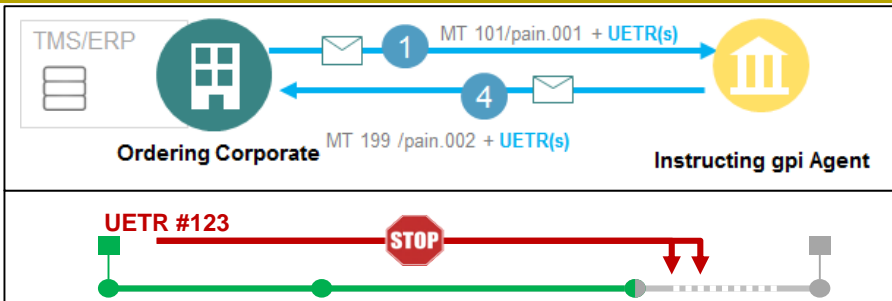 TMS/ERP
MT 101/pain.001 + UETR(s)
1
4
MT 199 /pain.002 + UETR(s)
Ordering Corporate
Instructing gpi Agent
UETR #123
STOP